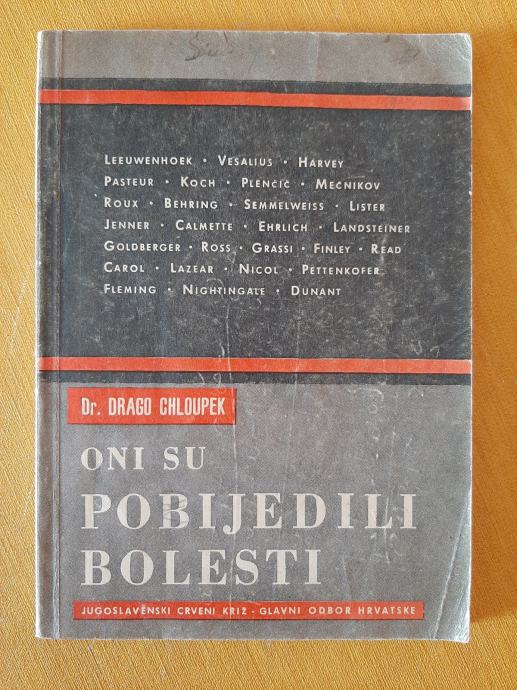 Leeuwenhoek · Vesalius · Harvey
Pasteur · Koch · Plenčič · Mečnikov
Roux · Behring · Semmelweiss · Lister
Jenner · Calmette · Ehrlich · Landsteiner
Goldberger · Ross · Grassi · Finley · Read
Carol · Lazear · Nicol · Pettenkofer
Fleming · Nightingale · Dunant
Dr. DRAGO CHLOUPEK
ONI SU
POBIJEDILI
BOLESTI
JUGOSLAVENSKI CRVENI KRIŽ - GLAVNI ODBOR HRVATSKE